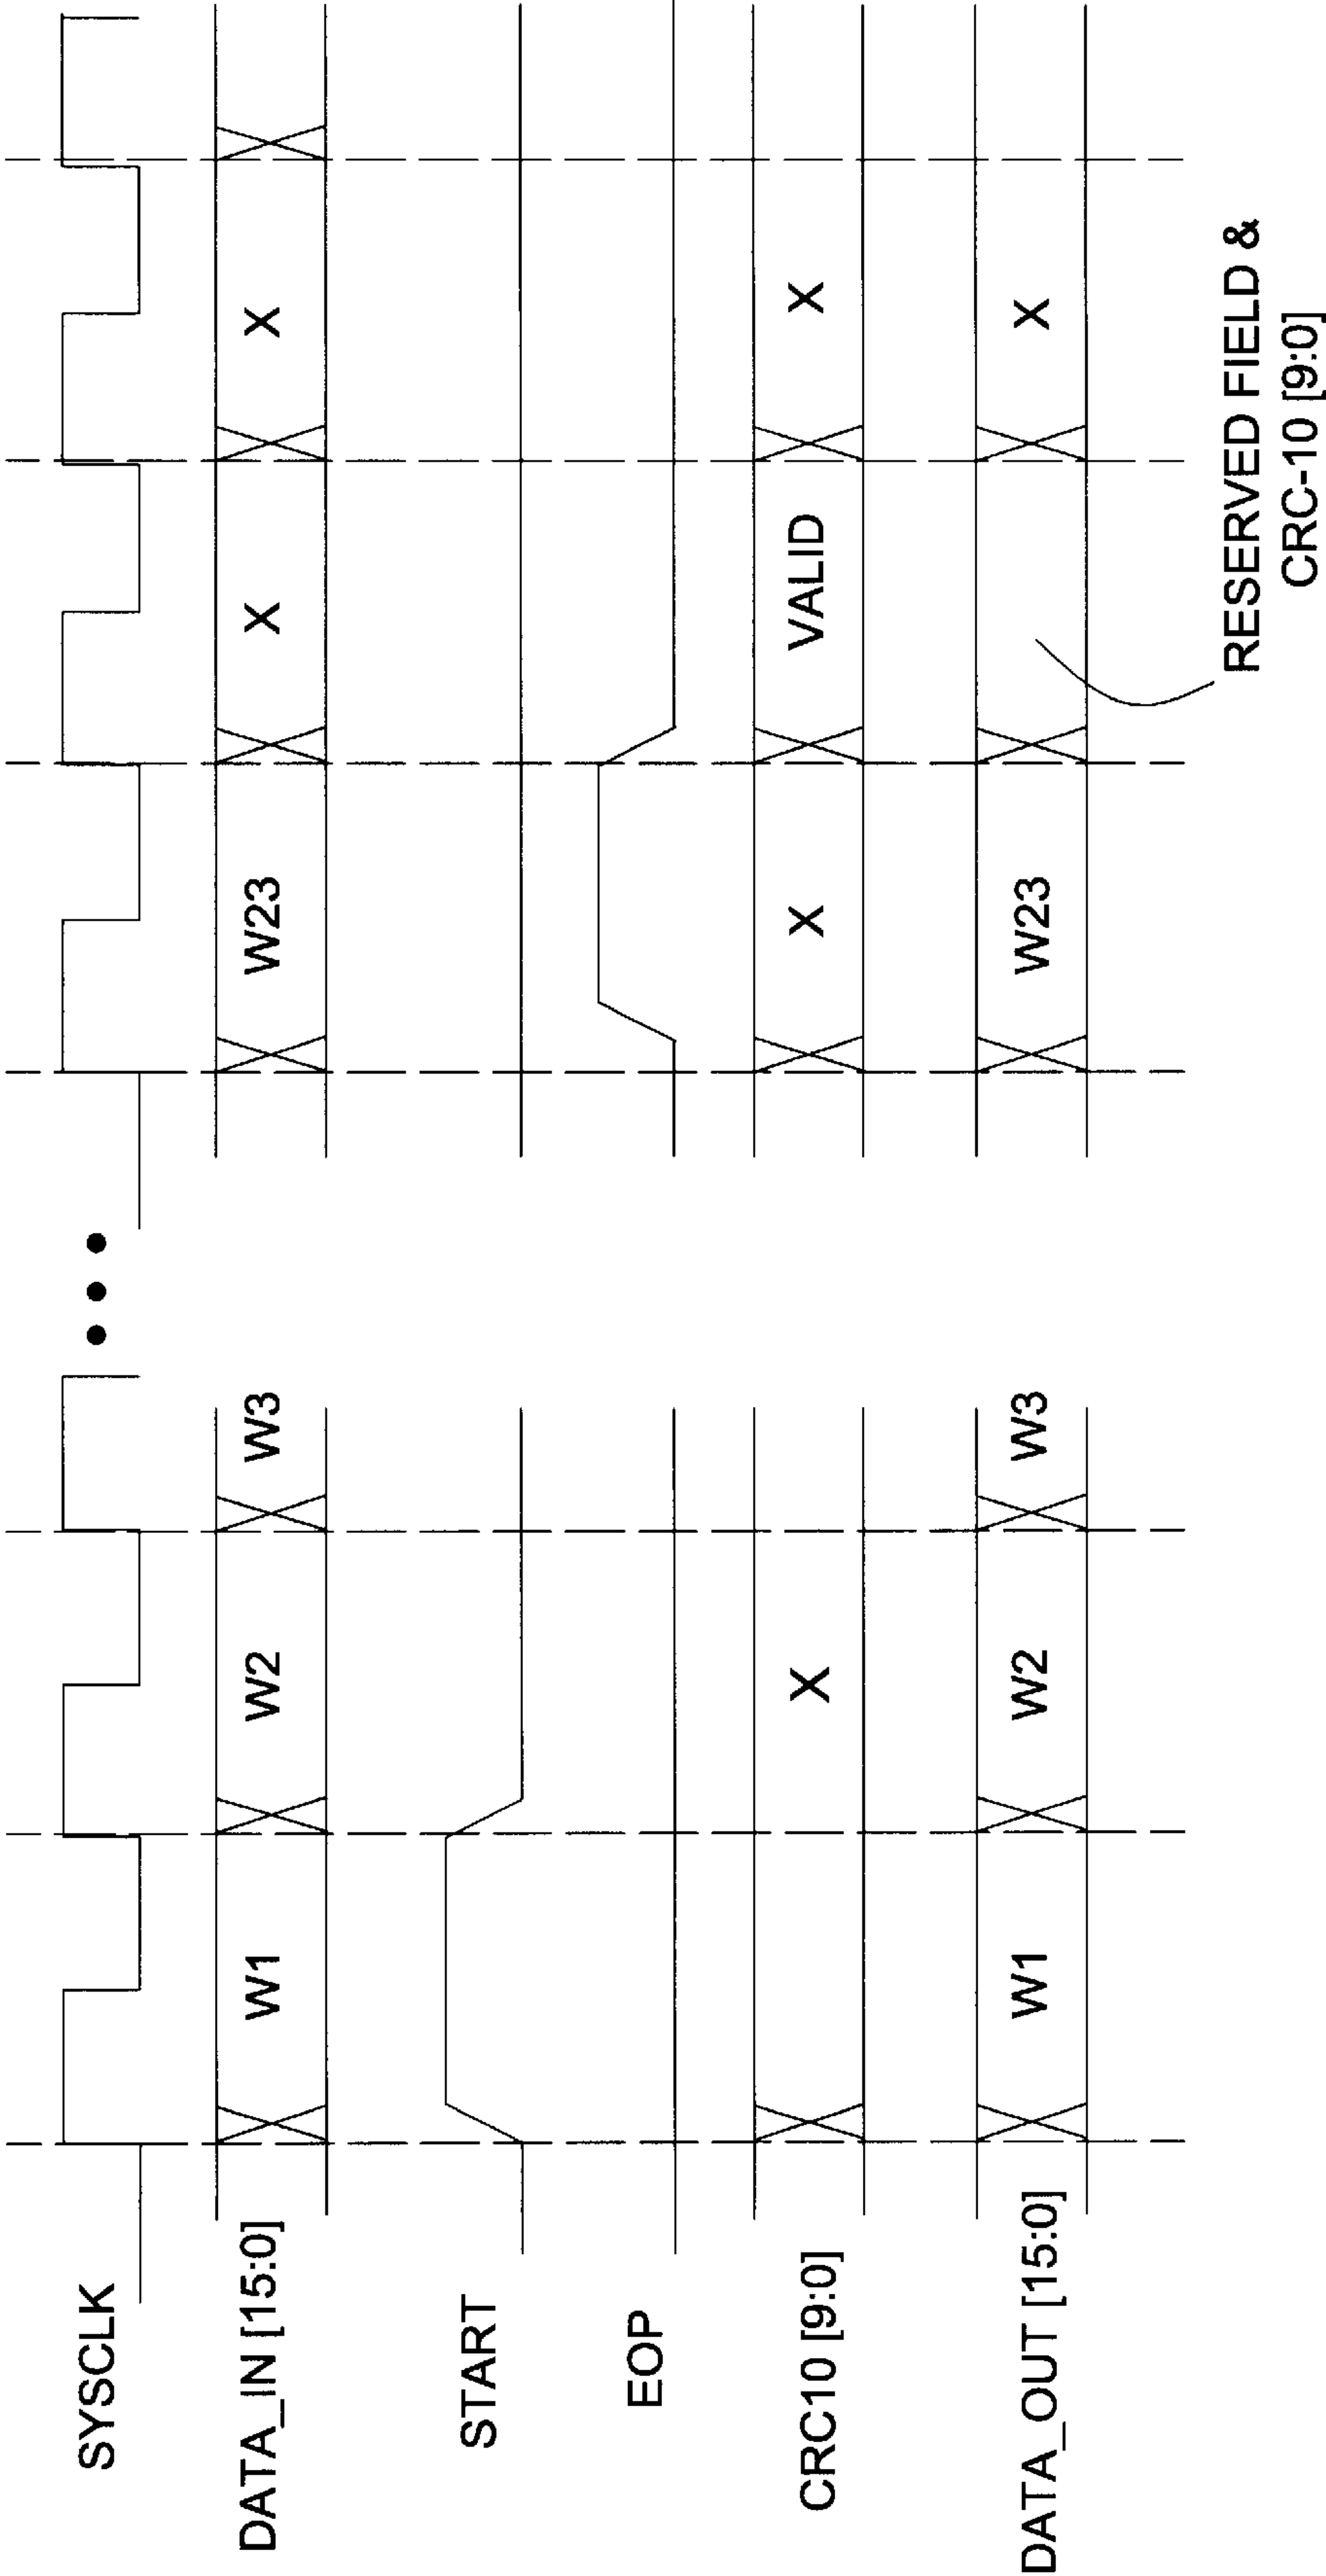 SYSCLK
DATA_IN [15:0] W1 W2 W3 W23 X X
START
EOP
CRC10 [9:0] X X VALID X
DATA_OUT [15:0] W1 W2 W3 W23 X
RESERVED FIELD &
CRC-10 [9:0]